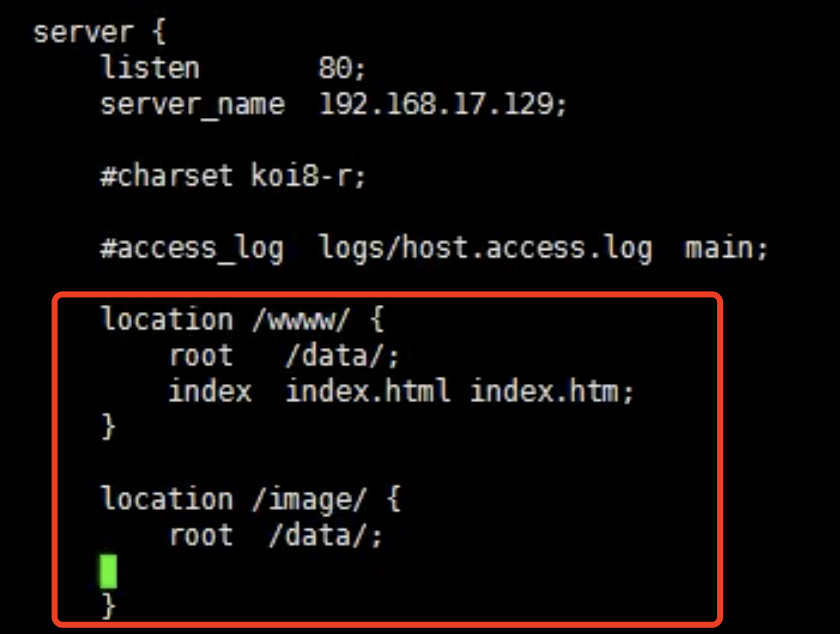 server {
    listen       80;
    server_name  192.168.17.129;
    #charset koi8-r;
    #access_log  logs/host.access.log  main;
    location /wwww/ {
        root   /data/;
        index  index.html index.htm;
    }
    location /image/ {
        root  /data/;
    }